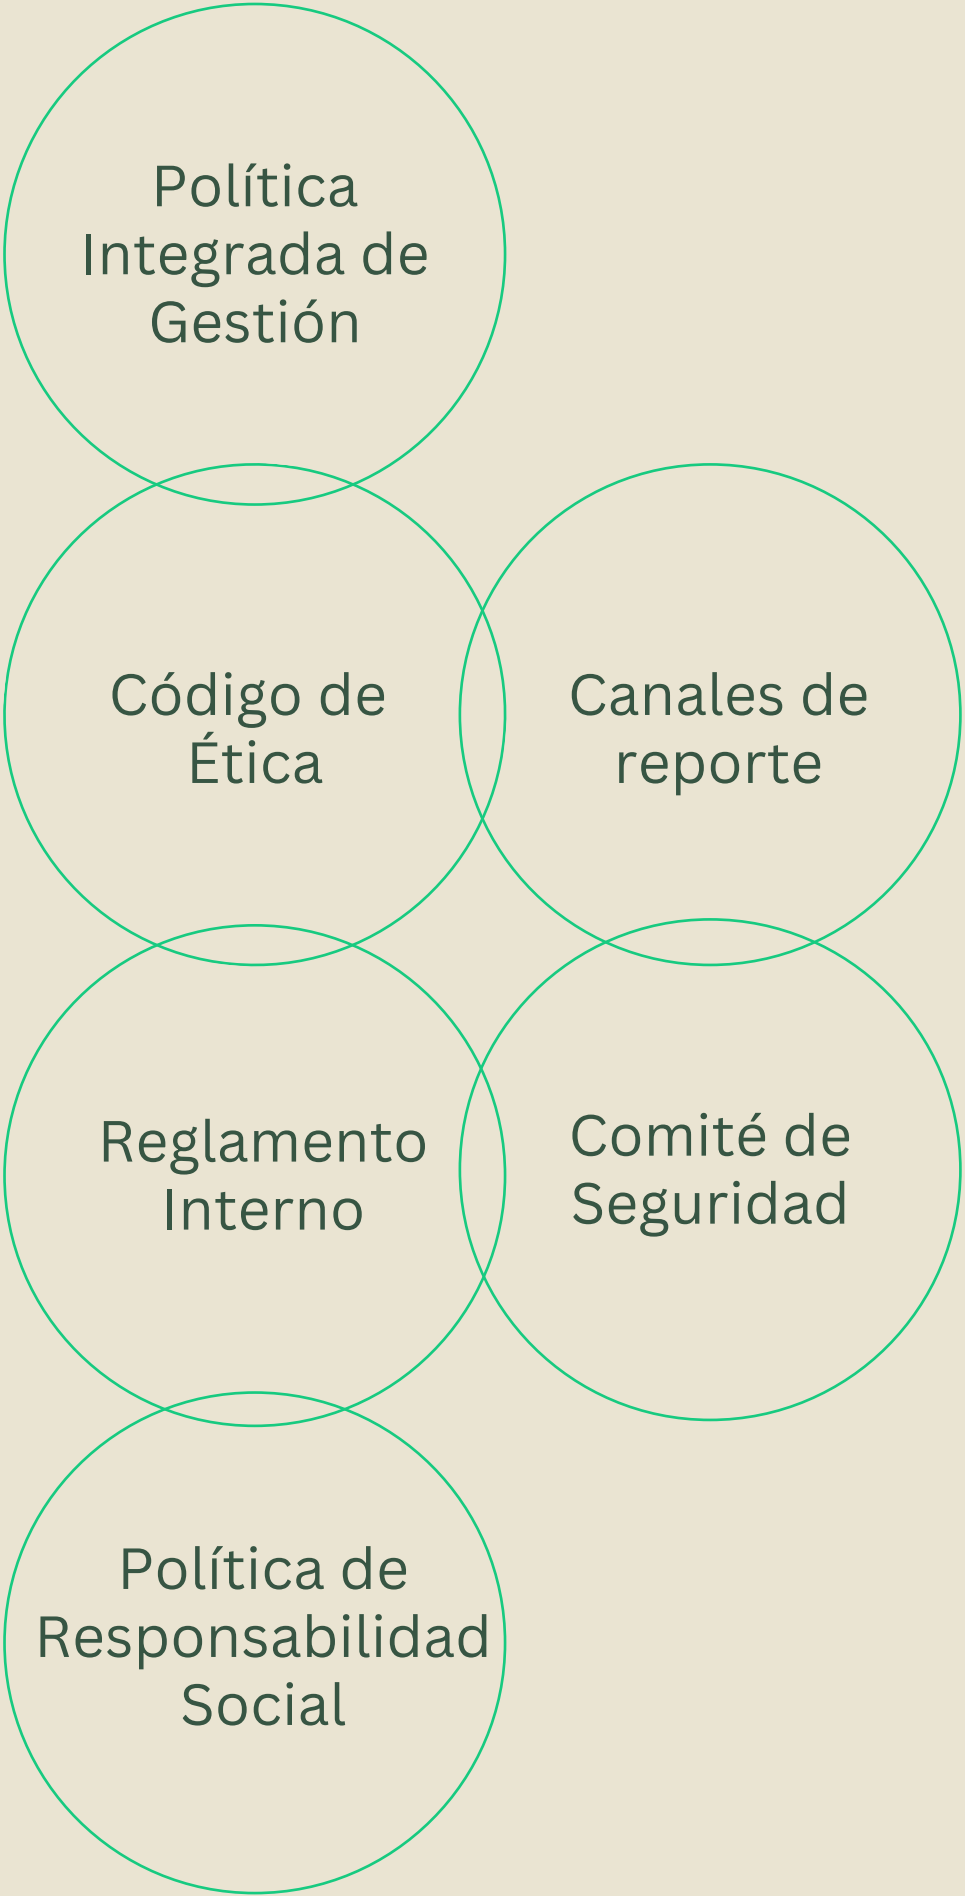 Política
Integrada de
Gestión
Código de
Ética
Canales de
reporte
Reglamento
Interno
Comité de
Seguridad
Política de
Responsabilidad
Social